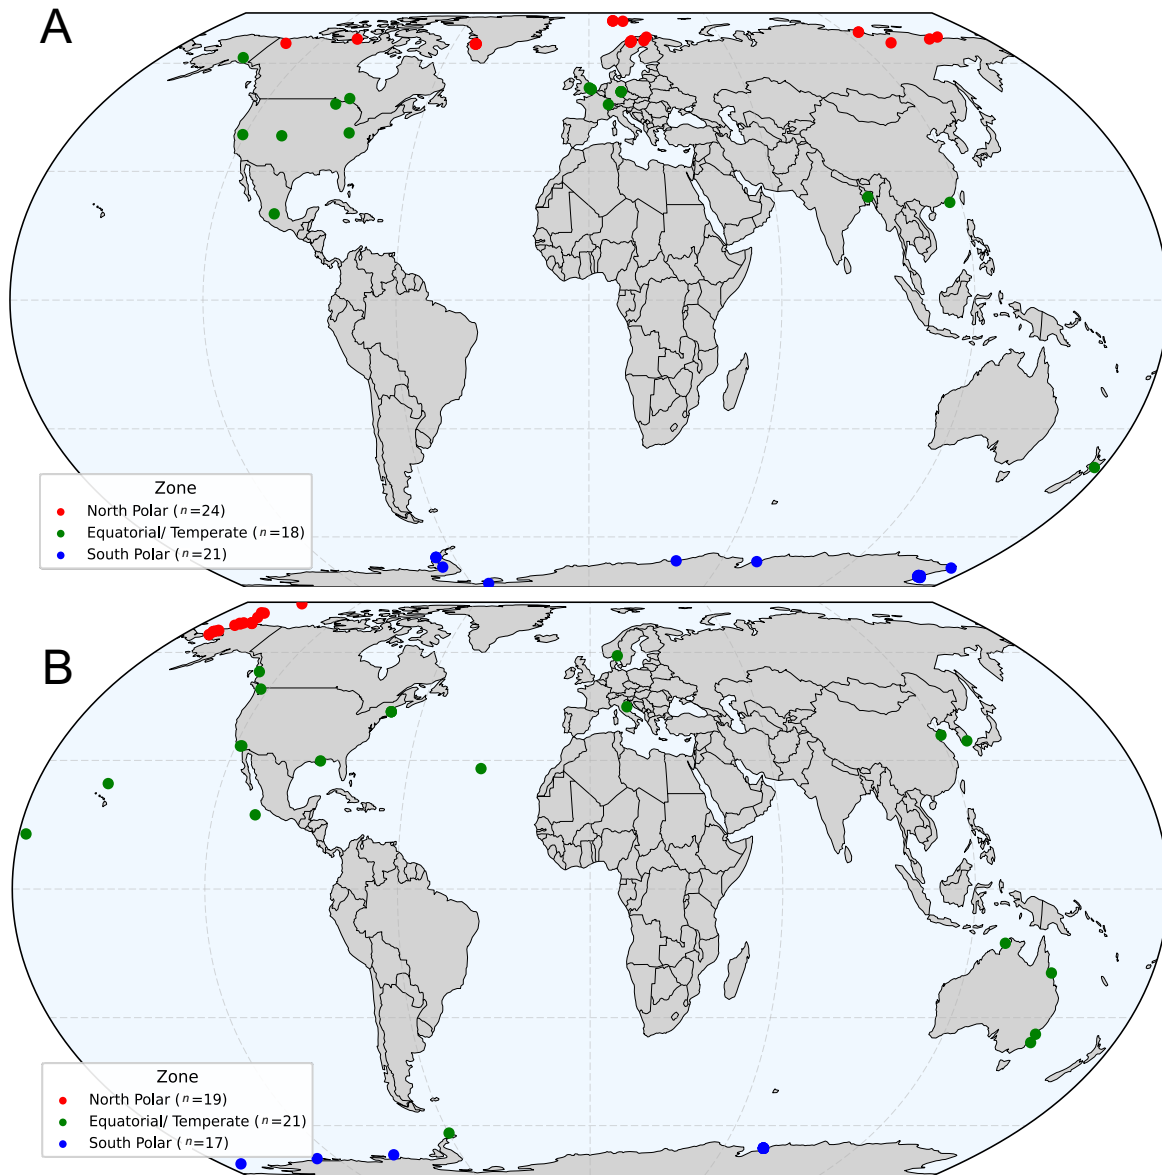 A
Zone
North Polar (n=24)
Equatorial/ Temperate (n=18)
South Polar (n=21)
B
Zone
North Polar (n=19)
Equatorial/ Temperate (n=21)
South Polar (n=17)